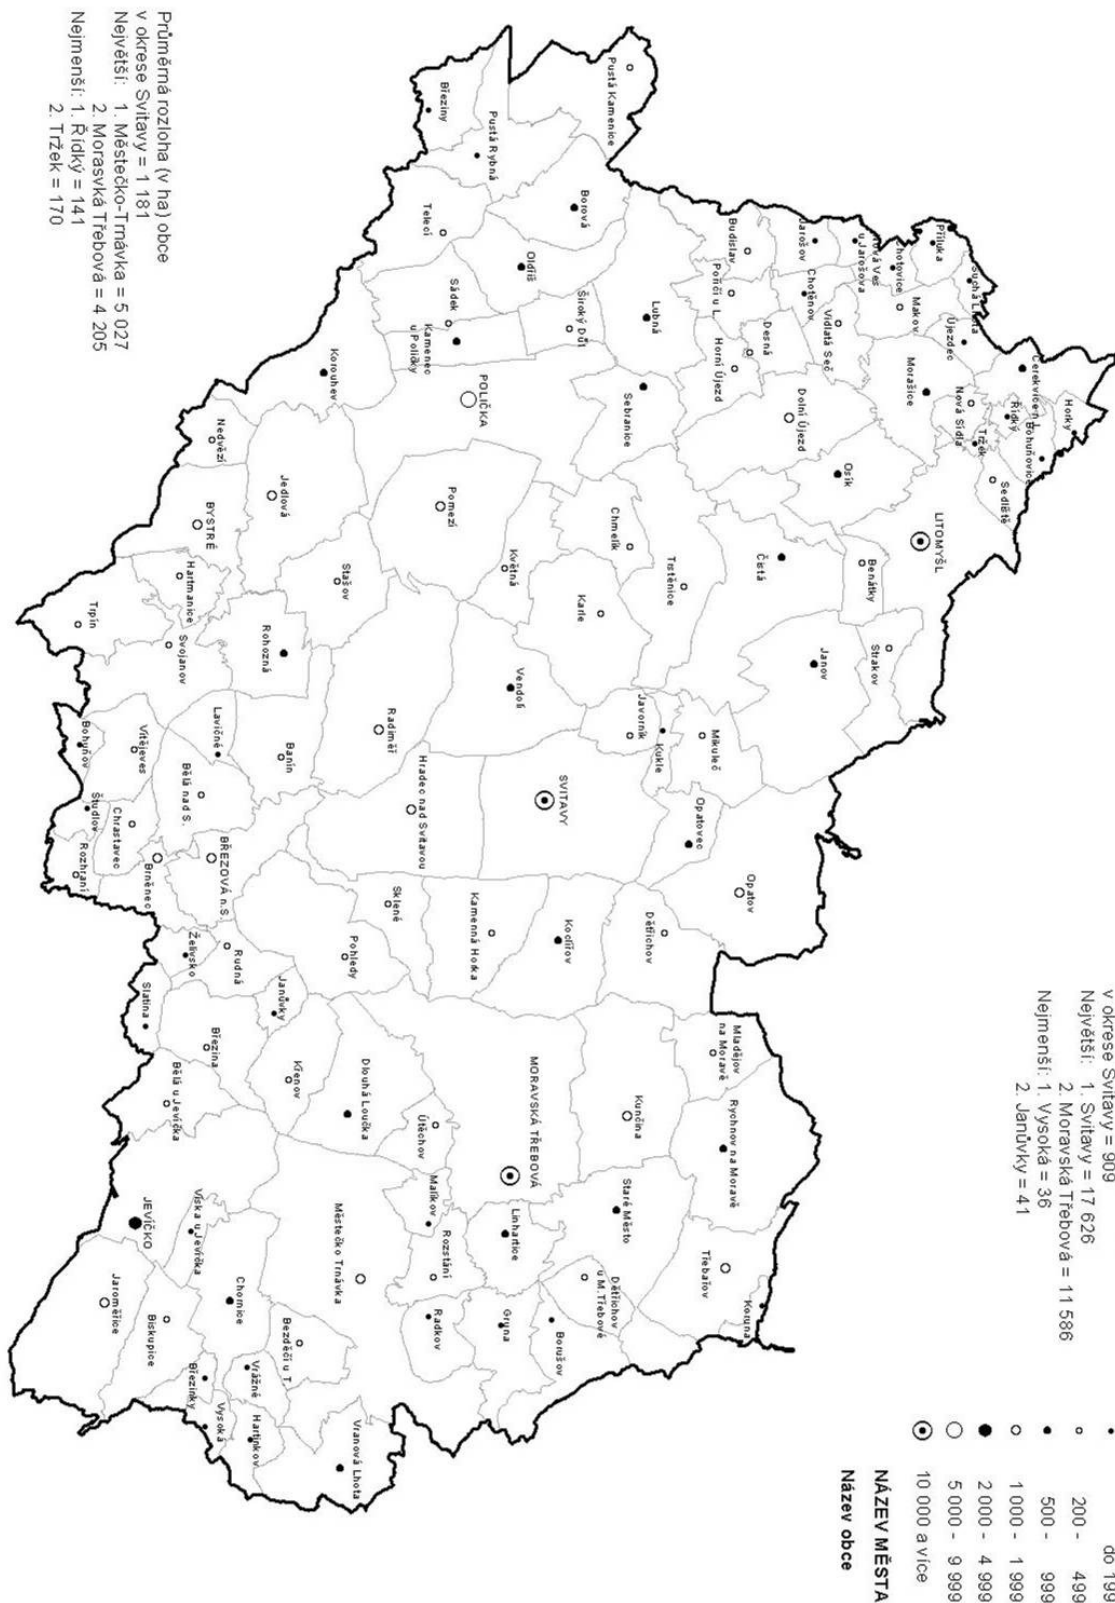 v okrese Svitavy = 909
Největší: 1. Svitavy = 17 626
2. Moravská Třebová = 11 586
Nejmenší: 1. Vysoká = 36
2. Janůvky = 41
do 199
200 - 499
500 - 999
1 000 - 1 999
2 000 - 4 999
5 000 - 9 999
10 000 a více
NÁZEV MĚSTA
Název obce
Průměrná rozloha (v ha) obce
v okrese Svitavy = 1 181
Největší: 1. Městečko-Trnávka = 5 027
2. Morasvká Třebová = 4 205
Nejmenší: 1. Řídký = 141
2. Tržek = 170
Horky
Cerekvice n.L.
Bohuňovice
Řídký
Sedliště
Suchá Lhota
Újezdec
Nová Sídla
Tržek
Příluka
Makov
Morašice
LITOMYŠL
Chotovice
u Jarošova
Vidlatá Seč
Osík
Benátky
Strakov
Jarošov
Chotěnov
Dolní Újezd
Čistá
Janov
Budislav
Poříčí u L.
Desná
Horní Újezd
Trstěnice
Mikuleč
Opatovec
Opatov
Pustá Kamenice
Lubná
Sebranice
Chmelík
Kukle
Javorník
Dětřichov
Mladějov
na Moravě
Rychnov na Moravě
Třebařov
Koruna
Borová
Široký Důl
Karle
Kunčina
Staré Město
Dětřichov
u M.Třebové
Oldřiš
Květná
Vendolí
SVITAVY
Koclířov
MORAVSKÁ TŘEBOVÁ
Linhartice
Borušov
Gruna
Pustá Rybná
Březiny
Telecí
Sádek
Kamenec
u Poličky
POLIČKA
Pomezí
Kamenná Horka
Útěchov
Malíkov
Rozstání
Radkov
Hradec nad Svitavou
Radiměř
Sklené
Korouhev
Stašov
Pohledy
Dlouhá Loučka
Městečko Trnávka
Vranová Lhota
Jedlová
Rohozná
Banín
Janůvky
Křenov
Bezděčí u T.
Nedvězí
BYSTRÉ
Lavičné
Bělá nad S.
BŘEZOVÁ n.S.
Rudná
Chornice
Vrážné
Hartinkov
Hartmanice
Svojanov
Želivsko
Březina
Víska u Jevíčka
Březinky
Vysoká
Trpín
Vítějeves
Chrastavec
Brněnec
Slatina
Bělá u Jevíčka
JEVÍČKO
Biskupice
Bohuňov
Študlov
Rozhraní
Jaroměřice